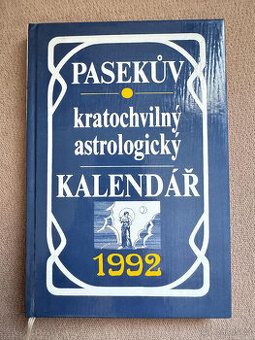 PASEKŮV
kratochvilný
astrologický
KALENDÁŘ
1992